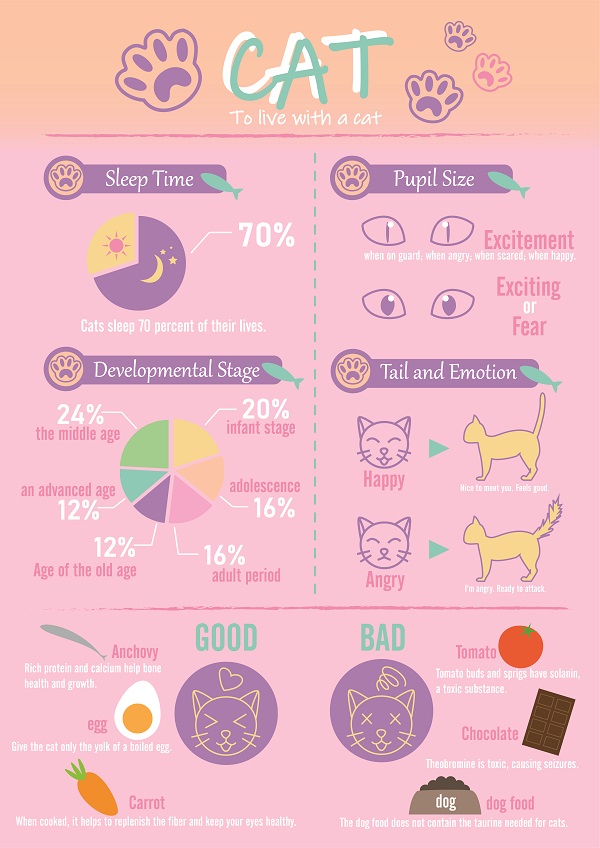 CAT
To live with a cat
Sleep Time
70%
Cats sleep 70 percent of their lives.
Pupil Size
Excitement
when on guard, when angry, when scared, when happy.
Exciting
or
Fear
Developmental Stage
24%
the middle age
20%
infant stage
an advanced age
12%
adolescence
16%
12%
Age of the old age
16%
adult period
Tail and Emotion
Happy
Nice to meet you. Feels good.
Angry
I'm angry. Ready to attack.
GOOD
Anchovy
Rich protein and calcium help bone
health and growth.
egg
Give the cat only the yolk of a boiled egg.
Carrot
When cooked, it helps to replenish the fiber and keep your eyes healthy.
BAD
Tomato
Tomato buds and sprigs have solanin,
a toxic substance.
Chocolate
Theobromine is toxic, causing seizures.
dog
dog food
The dog food does not contain the taurine needed for cats.